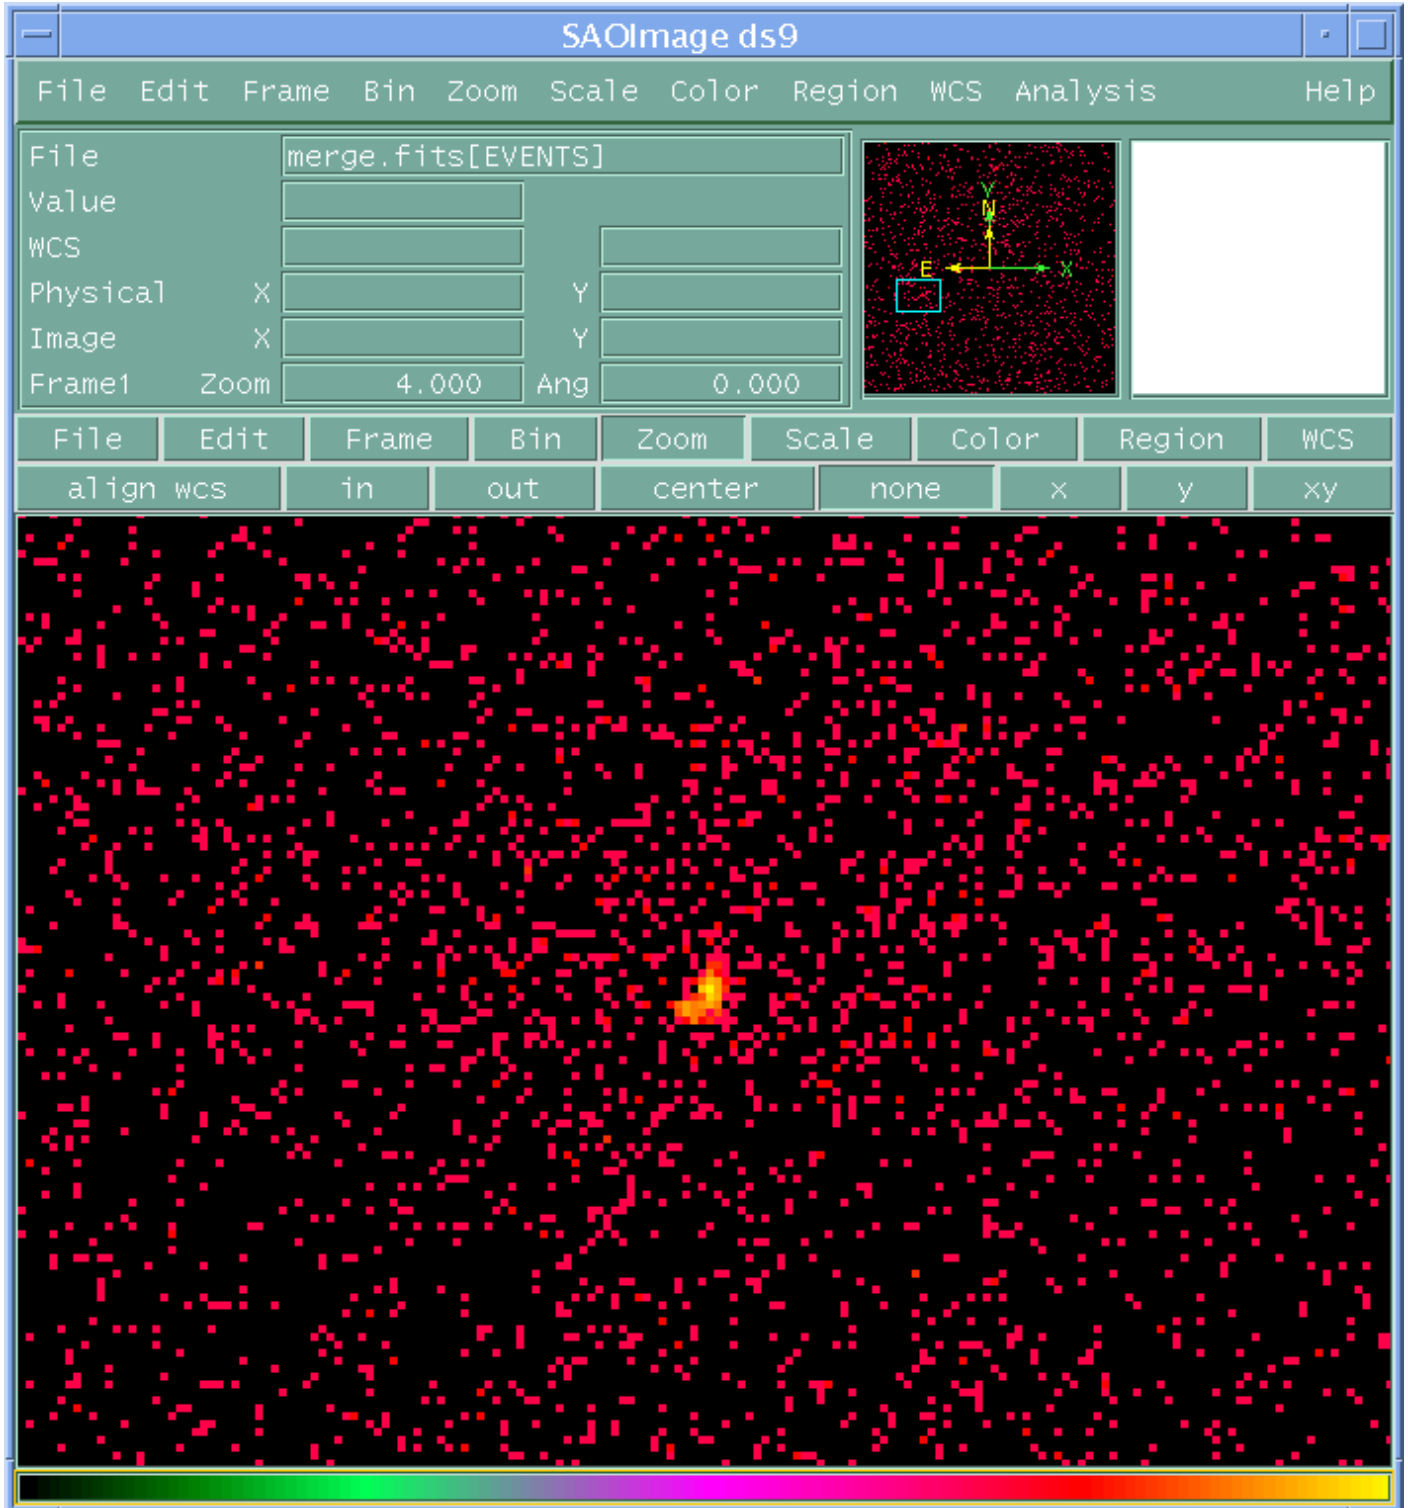 SAOImage ds9
File Edit Frame Bin Zoom Scale Color Region WCS Analysis Help
File merge.fits[EVENTS]
Value
WCS
Physical X Y
Image X Y
Frame1 Zoom 4.000 Ang 0.000
Y
N
E X
File Edit Frame Bin Zoom Scale Color Region WCS
align wcs in out center none x y xy